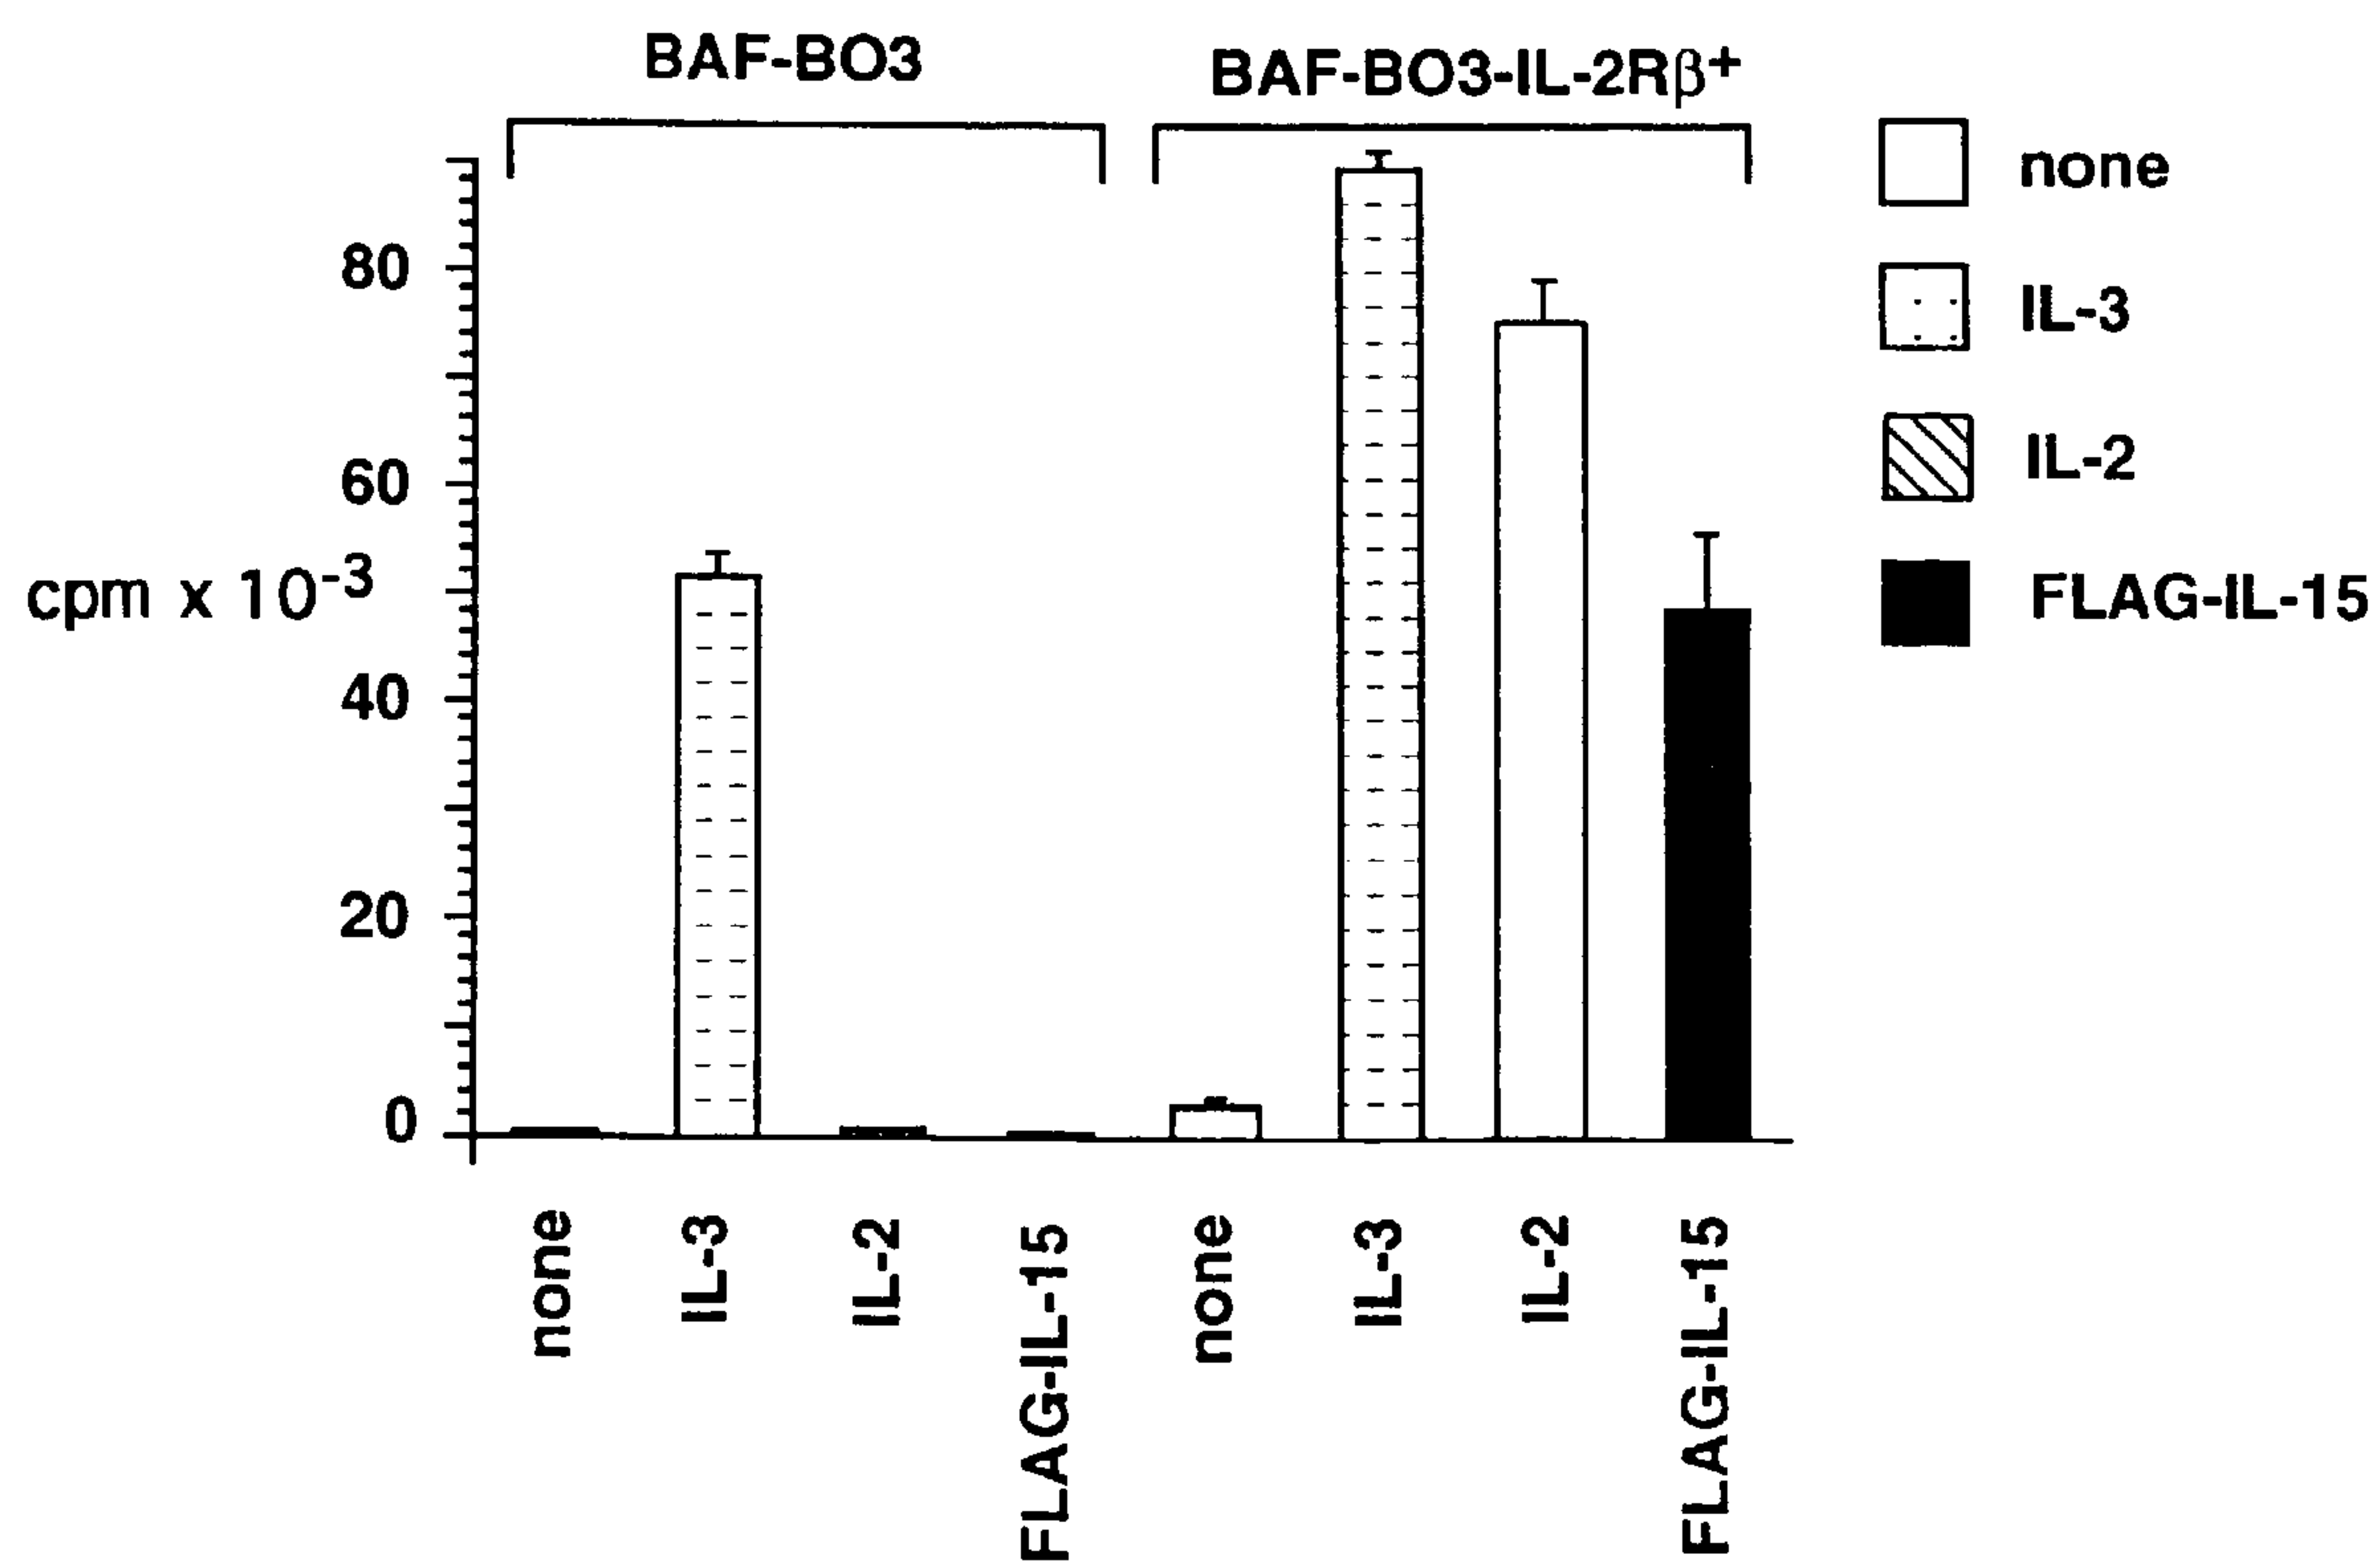 BAF-BO3
BAF-BO3-IL-2Rβ+
none
IL-3
IL-2
FLAG-IL-15
80
60
cpm x 10-3
40
20
0
none
IL-3
IL-2
FLAG-IL-15
none
IL-3
IL-2
FLAG-IL-15